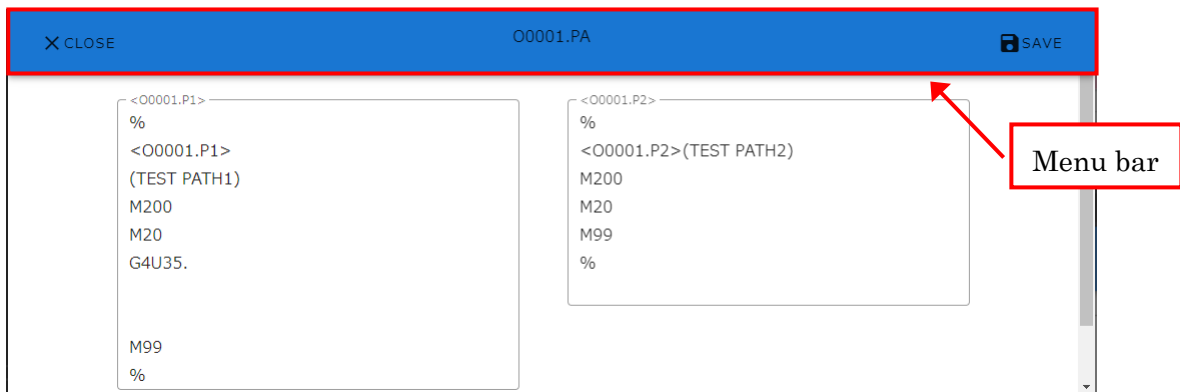 CLOSE
O0001.PA
SAVE
<O0001.P1>
%
<O0001.P1>
(TEST PATH1)
M200
M20
G4U35.
M99
%
<O0001.P2>
%
<O0001.P2>(TEST PATH2)
M200
M20
M99
%
Menu bar